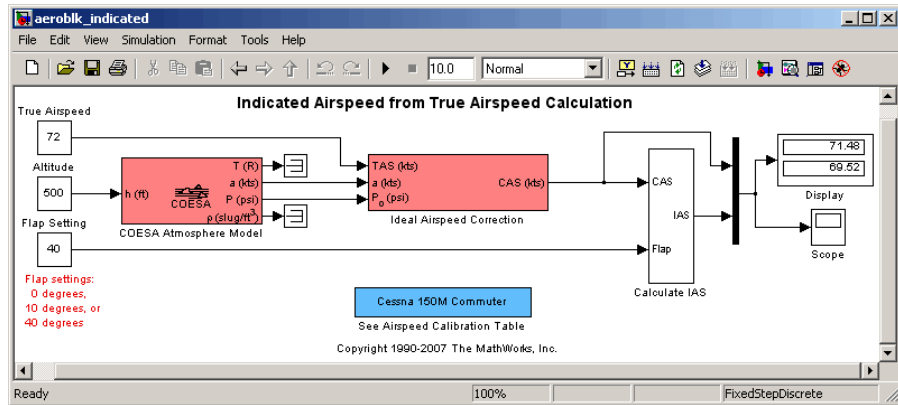 aeroblk_indicated
File Edit View Simulation Format Tools Help
10.0 Normal
Indicated Airspeed from True Airspeed Calculation
True Airspeed
72
Altitude
500
Flap Setting
40
Flap settings:
0 degrees,
10 degrees, or
40 degrees
h (ft)
COESA
T (R)
a (kts)
P (psi)
ρ (slug/ft³)
COESA Atmosphere Model
TAS (kts)
a (kts)
P₀ (psi)
CAS (kts)
Ideal Airspeed Correction
CAS
IAS
Flap
Calculate IAS
71.48
69.52
Display
Scope
Cessna 150M Commuter
See Airspeed Calibration Table
Copyright 1990-2007 The MathWorks, Inc.
Ready 100% FixedStepDiscrete